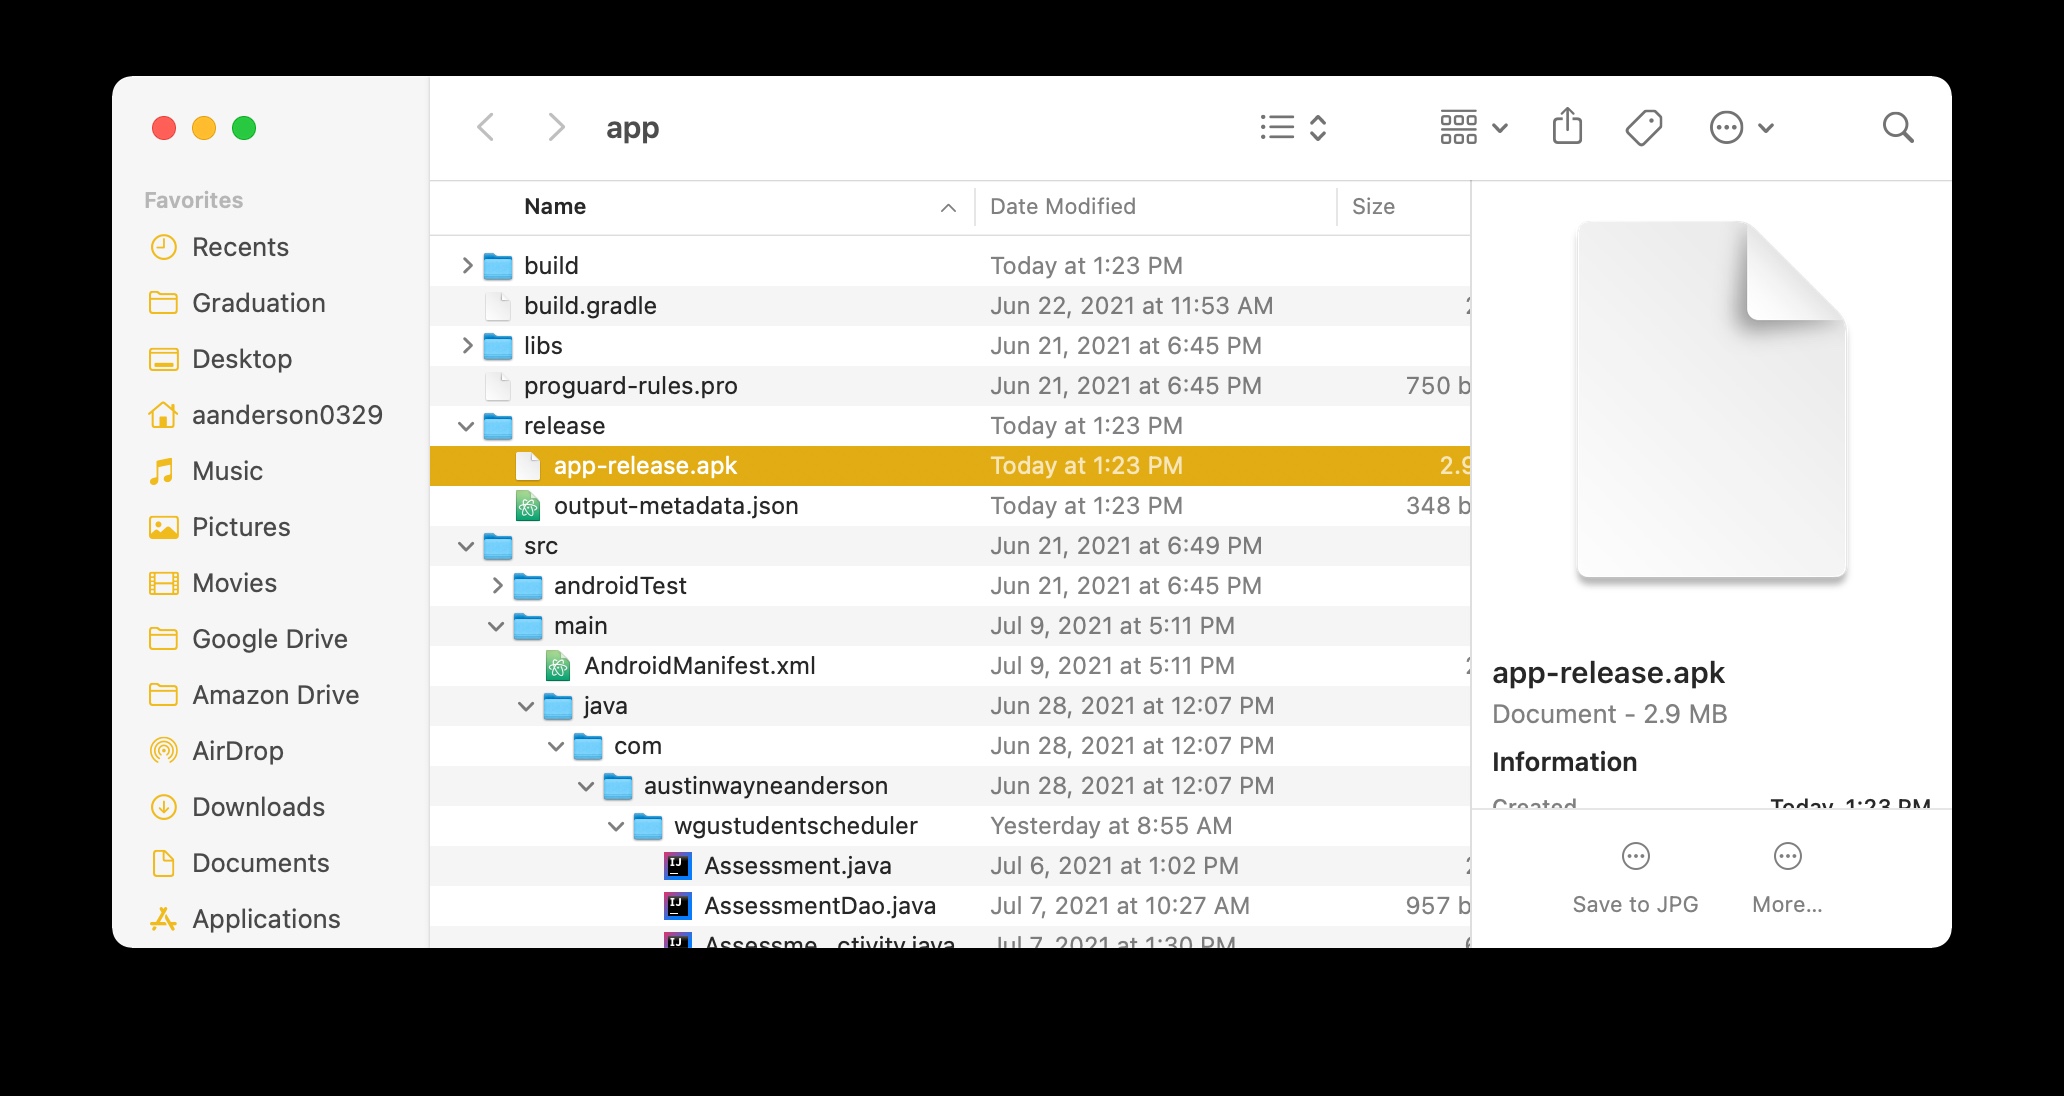 app
Favorites
Recents
Graduation
Desktop
aanderson0329
Music
Pictures
Movies
Google Drive
Amazon Drive
AirDrop
Downloads
Documents
Applications
Name Date Modified Size
build Today at 1:23 PM
build.gradle Jun 22, 2021 at 11:53 AM
libs Jun 21, 2021 at 6:45 PM
proguard-rules.pro Jun 21, 2021 at 6:45 PM 750 b
release Today at 1:23 PM
app-release.apk Today at 1:23 PM 2.9
output-metadata.json Today at 1:23 PM 348 b
src Jun 21, 2021 at 6:49 PM
androidTest Jun 21, 2021 at 6:45 PM
main Jul 9, 2021 at 5:11 PM
AndroidManifest.xml Jul 9, 2021 at 5:11 PM
java Jun 28, 2021 at 12:07 PM
com Jun 28, 2021 at 12:07 PM
austinwayneanderson Jun 28, 2021 at 12:07 PM
wgustudentscheduler Yesterday at 8:55 AM
Assessment.java Jul 6, 2021 at 1:02 PM
AssessmentDao.java Jul 7, 2021 at 10:27 AM 957 b
Assessme...ctivity.java Jul 7, 2021 at 1:30 PM
app-release.apk
Document - 2.9 MB
Information
Created Today, 1:23 PM
Save to JPG
More...